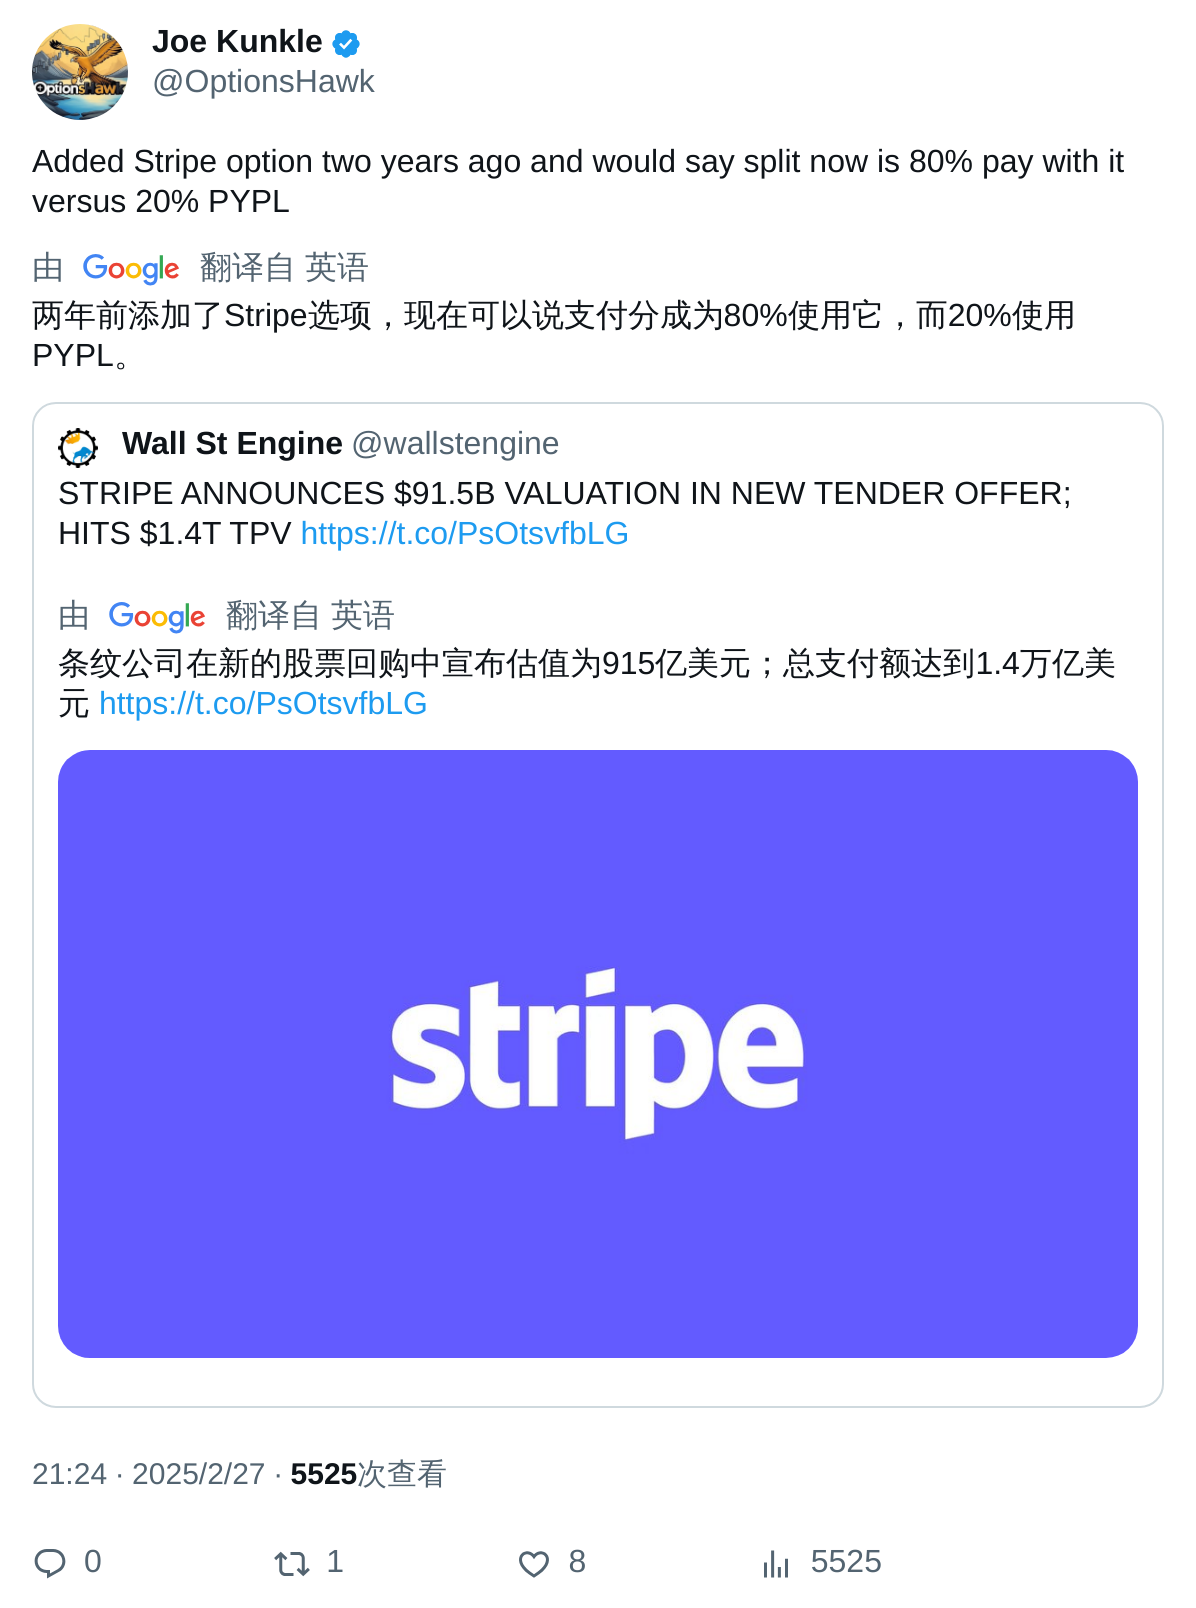 Joe Kunkle
@OptionsHawk
Added Stripe option two years ago and would say split now is 80% pay with it
versus 20% PYPL
由 Google 翻译自 英语
两年前添加了Stripe选项，现在可以说支付分成为80%使用它，而20%使用
PYPL。
Wall St Engine @wallstengine
STRIPE ANNOUNCES $91.5B VALUATION IN NEW TENDER OFFER;
HITS $1.4T TPV https://t.co/PsOtsvfbLG
由 Google 翻译自 英语
条纹公司在新的股票回购中宣布估值为915亿美元；总支付额达到1.4万亿美
元 https://t.co/PsOtsvfbLG
stripe
21:24 · 2025/2/27 · 5525次查看
0 1 8 5525